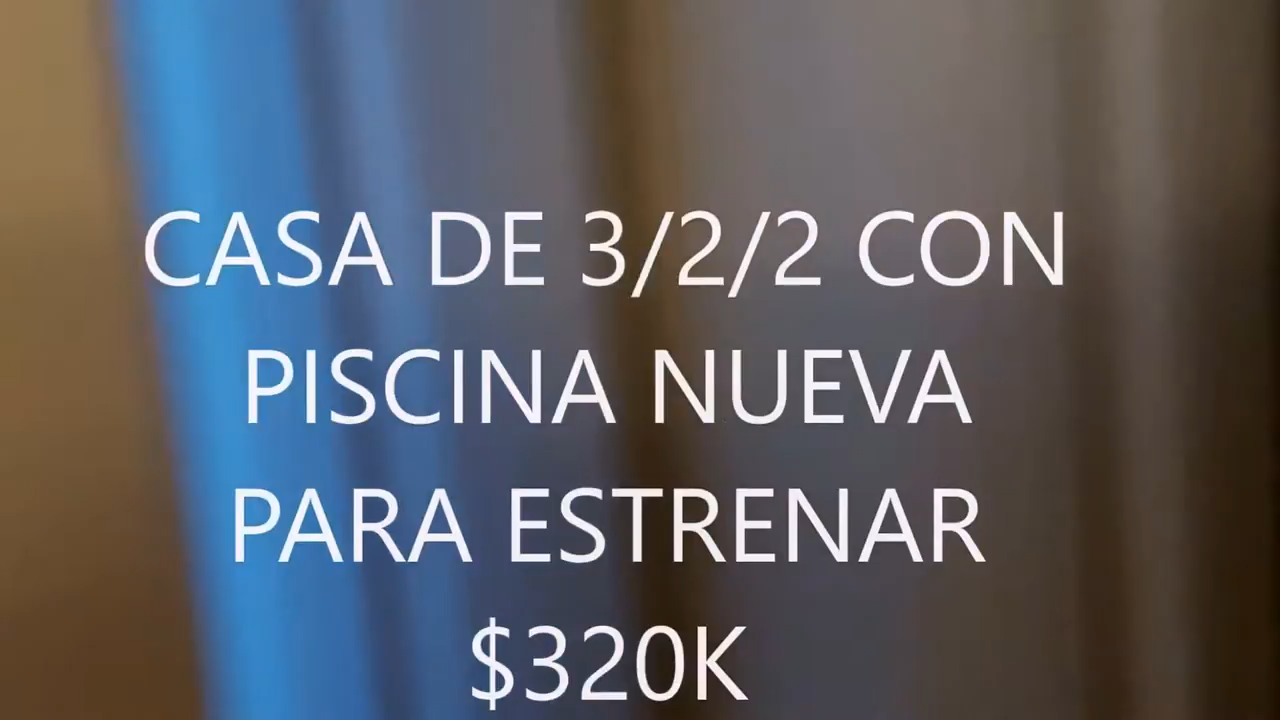 CASA DE 3/2/2 CON
PISCINA NUEVA
PARA ESTRENAR
$320K